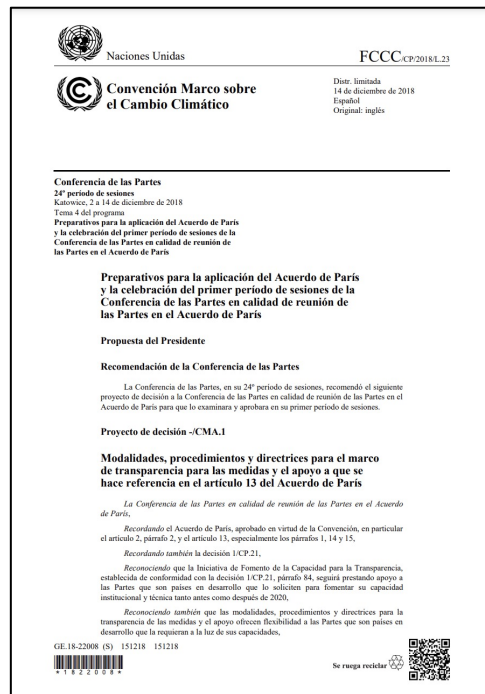 Naciones Unidas
FCCC/CP/2018/L.23
Convención Marco sobre
el Cambio Climático
Distr. limitada
14 de diciembre de 2018
Español
Original: inglés
Conferencia de las Partes
24º período de sesiones
Katowice, 2 a 14 de diciembre de 2018
Tema 4 del programa
Preparativos para la aplicación del Acuerdo de París
y la celebración del primer período de sesiones de la
Conferencia de las Partes en calidad de reunión de
las Partes en el Acuerdo de París
Preparativos para la aplicación del Acuerdo de París
y la celebración del primer período de sesiones de la
Conferencia de las Partes en calidad de reunión de
las Partes en el Acuerdo de París
Propuesta del Presidente
Recomendación de la Conferencia de las Partes
La Conferencia de las Partes, en su 24º período de sesiones, recomendó el siguiente
proyecto de decisión a la Conferencia de las Partes en calidad de reunión de las Partes en el
Acuerdo de París para que lo examinara y aprobara en su primer período de sesiones.
Proyecto de decisión -/CMA.1
Modalidades, procedimientos y directrices para el marco
de transparencia para las medidas y el apoyo a que se
hace referencia en el artículo 13 del Acuerdo de París
La Conferencia de las Partes en calidad de reunión de las Partes en el Acuerdo
de París,
Recordando el Acuerdo de París, aprobado en virtud de la Convención, en particular
el artículo 2, párrafo 2, y el artículo 13, especialmente los párrafos 1, 14 y 15,
Recordando también la decisión 1/CP.21,
Reconociendo que la Iniciativa de Fomento de la Capacidad para la Transparencia,
establecida de conformidad con la decisión 1/CP.21, párrafo 84, seguirá prestando apoyo a
las Partes que son países en desarrollo que lo soliciten para fomentar su capacidad
institucional y técnica tanto antes como después de 2020,
Reconociendo también que las modalidades, procedimientos y directrices para la
transparencia de las medidas y el apoyo ofrecen flexibilidad a las Partes que son países en
desarrollo que la requieran a la luz de sus capacidades,
GE.18-22008 (S) 151218 151218
*1822008*
Se ruega reciclar